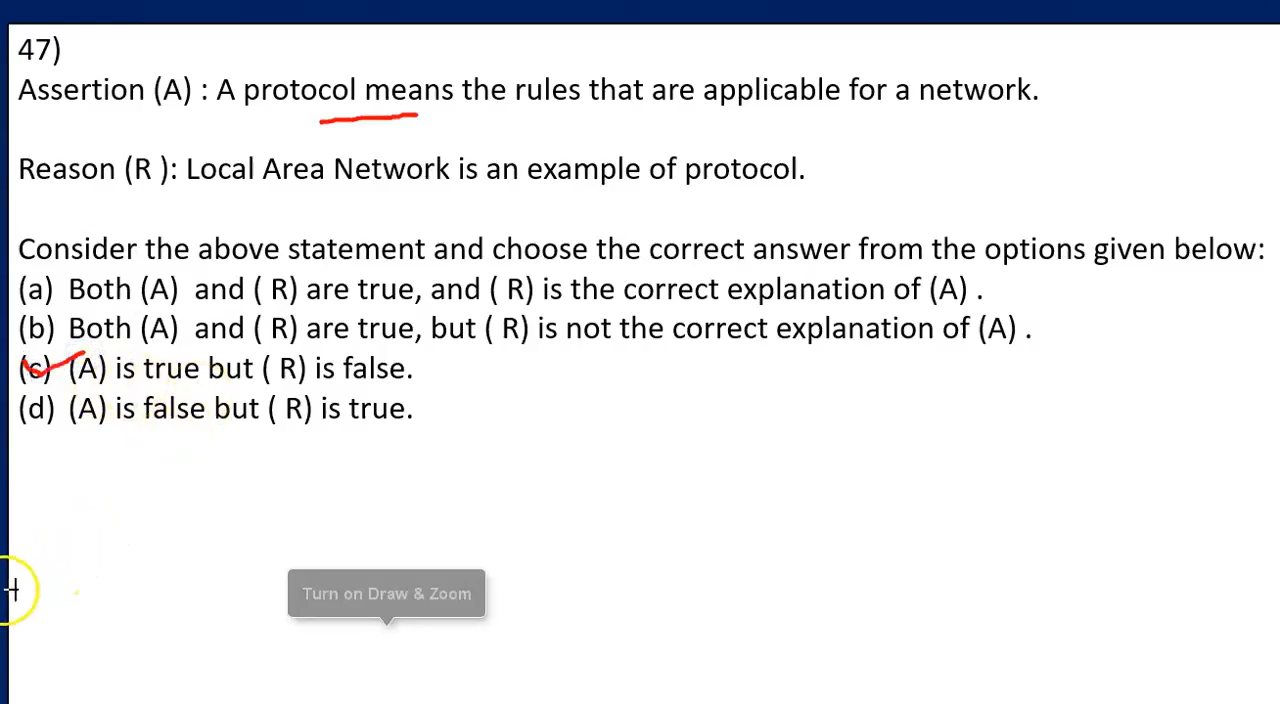 47)
Assertion (A) : A protocol means the rules that are applicable for a network.
Reason (R ): Local Area Network is an example of protocol.
Consider the above statement and choose the correct answer from the options given below:
(a) Both (A) and ( R) are true, and ( R) is the correct explanation of (A) .
(b) Both (A) and ( R) are true, but ( R) is not the correct explanation of (A) .
(c) (A) is true but ( R) is false.
(d) (A) is false but ( R) is true.
Turn on Draw & Zoom